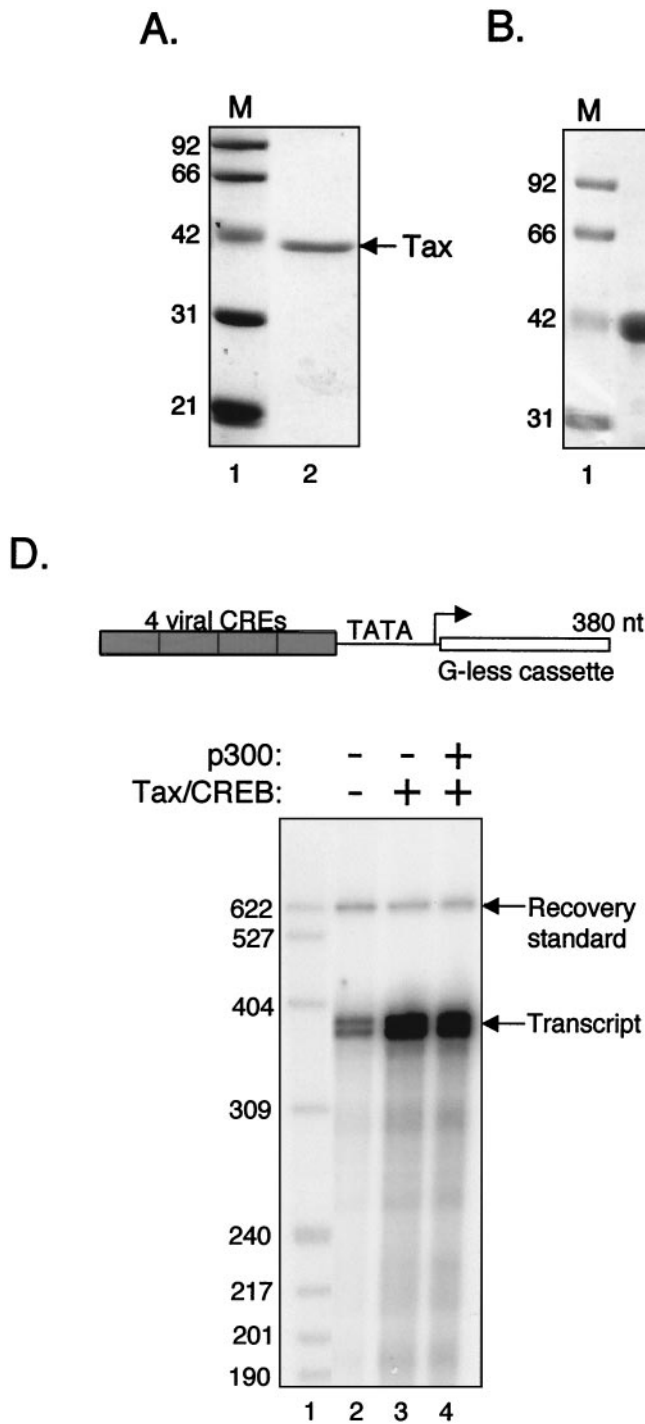 A.
B.
M
92
66
42
31
21
Tax
1 2
M
92
66
42
31
1
D.
4 viral CREs
TATA
380 nt
G-less cassette
p300: - - +
Tax/CREB: - + +
622
527
404
309
240
217
201
190
Recovery
standard
Transcript
1 2 3 4